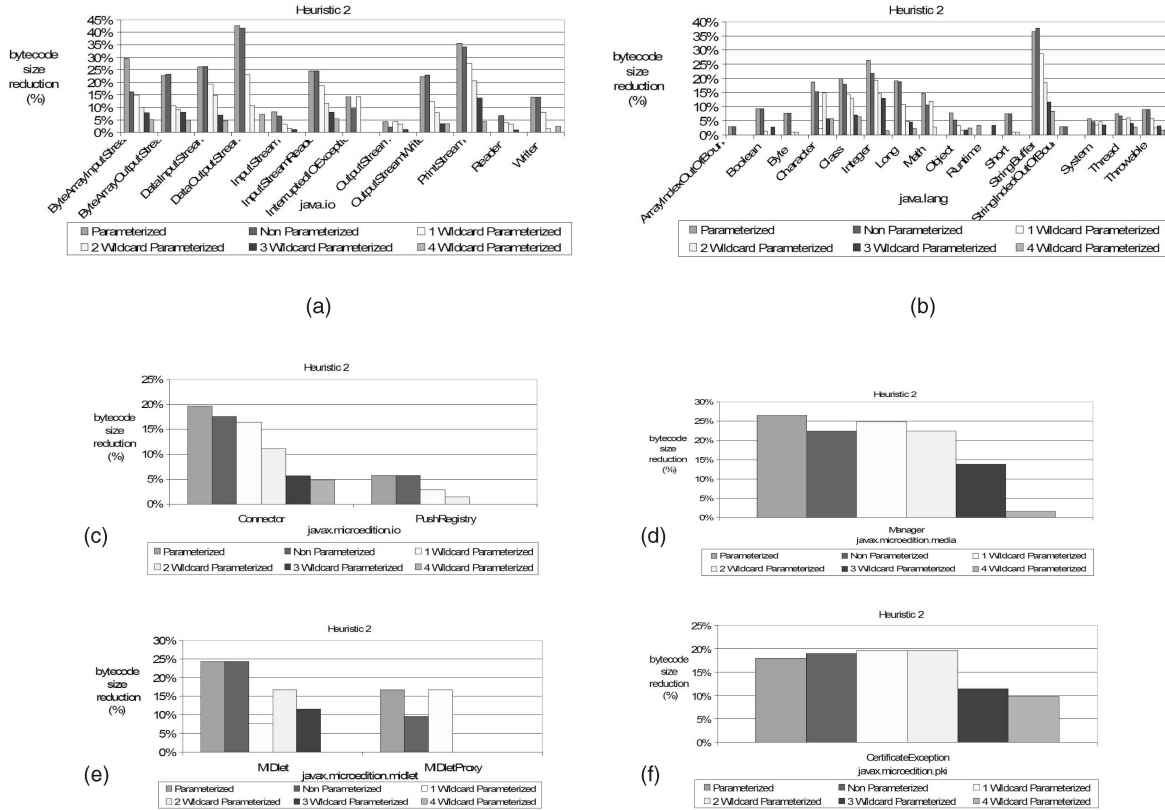 Heuristic 2
45%
40%
35%
30%
25%
20%
15%
10%
5%
0%
bytecode
size
reduction
(%)
ByteArrayInputStrea
ByteArrayOutputStrea
DataInputStream
DataOutputStream
InputStream
InputStreamReader
InterruptedIOException
OutputStream
OutputStreamWriter
PrintStream
Reader
Writer
java.io
Parameterized
Non Parameterized
1 Wildcard Parameterized
2 Wildcard Parameterized
3 Wildcard Parameterized
4 Wildcard Parameterized
(a)
Heuristic 2
40%
35%
30%
25%
20%
15%
10%
5%
0%
bytecode
size
reduction
(%)
ArrayIndexOutOfBoun
Boolean
Byte
Character
Class
Integer
Long
Math
Object
Runtime
Short
StringBuffer
StringIndedOutOfBou
System
Thread
Throwable
java.lang
Parameterized
Non Parameterized
1 Wildcard Parameterized
2 Wildcard Parameterized
3 Wildcard Parameterized
4 Wildcard Parameterized
(b)
Heuristic 2
25%
20%
15%
10%
5%
0%
bytecode
size
reduction
(%)
Connector
PushRegistry
javax.microedition.io
Parameterized
Non Parameterized
1 Wildcard Parameterized
2 Wildcard Parameterized
3 Wildcard Parameterized
4 Wildcard Parameterized
(c)
Heuristic 2
30%
25%
20%
15%
10%
5%
0%
bytecode
size
reduction
(%)
Manager
javax.microedition.media
Parameterized
Non Parameterized
1 Wildcard Parameterized
2 Wildcard Parameterized
3 Wildcard Parameterized
4 Wildcard Parameterized
(d)
Heuristic 2
30%
25%
20%
15%
10%
5%
0%
bytecode
size
reduction
(%)
MIDlet
MIDletProxy
javax.microedition.midlet
Parameterized
Non Parameterized
1 Wildcard Parameterized
2 Wildcard Parameterized
3 Wildcard Parameterized
4 Wildcard Parameterized
(e)
Heuristic 2
25%
20%
15%
10%
5%
0%
bytecode
size
reduction
(%)
CertificateException
javax.microedition.pki
Parameterized
Non Parameterized
1 Wildcard Parameterized
2 Wildcard Parameterized
3 Wildcard Parameterized
4 Wildcard Parameterized
(f)